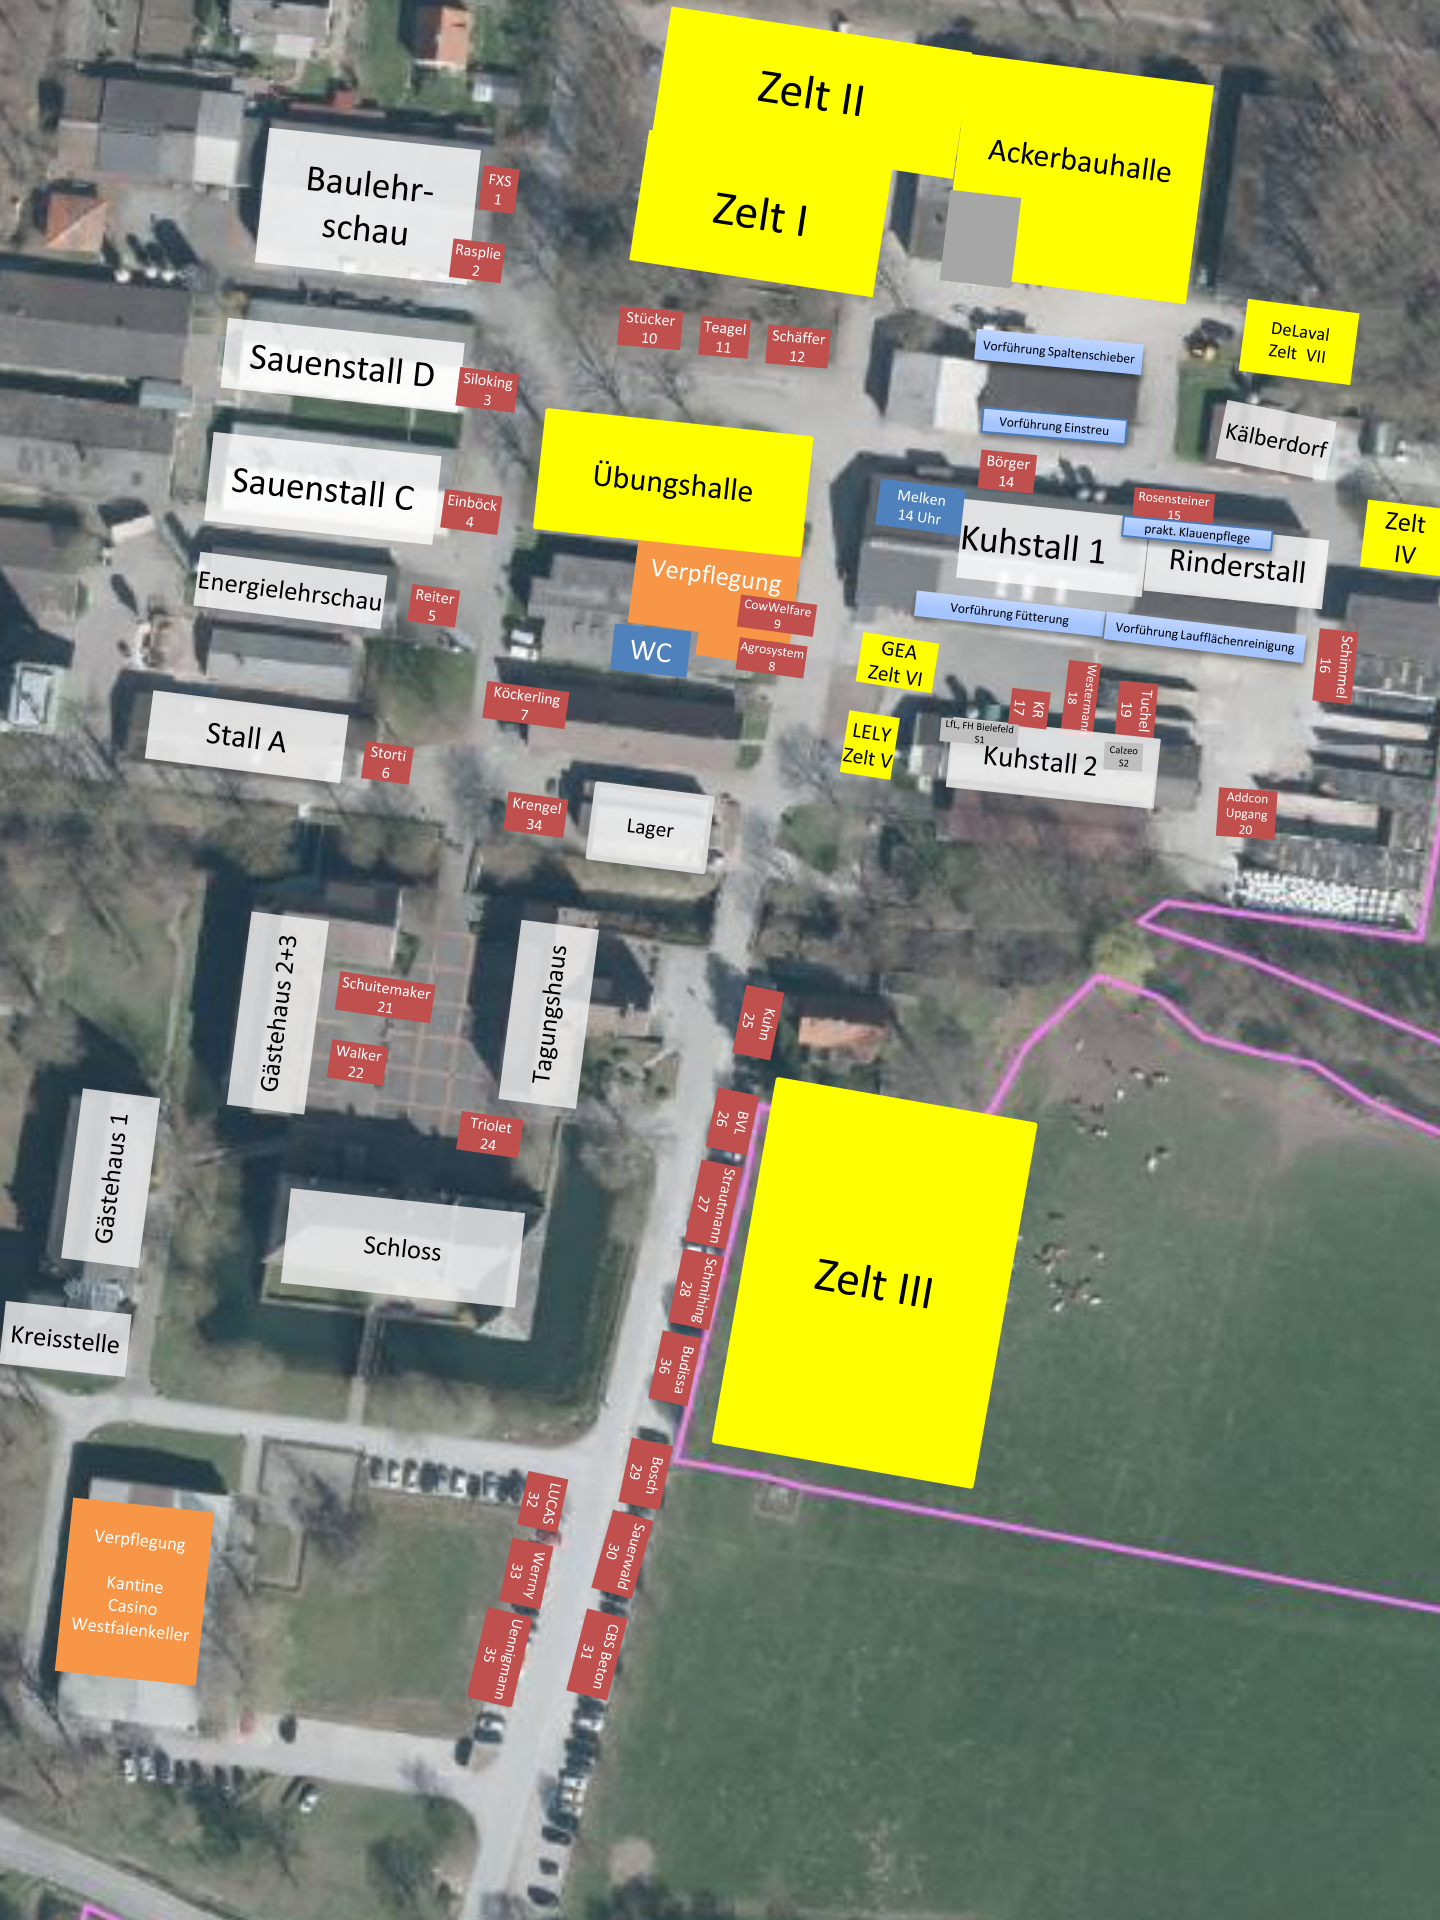 Zelt II
Ackerbauhalle
Zelt I
Baulehr-
schau
FXS
1
Rasplie
2
Stücker
10
Teagel
11
Schäffer
12
Vorführung Spaltenschieber
DeLaval
Zelt VII
Sauenstall D
Siloking
3
Vorführung Einstreu
Kälberdorf
Übungshalle
Sauenstall C
Einböck
4
Börger
14
Melken
14 Uhr
Rosensteiner
15
prakt. Klauenpflege
Kuhstall 1
Rinderstall
Zelt
IV
Energielehrschau
Reiter
5
Verpflegung
CowWelfare
9
WC
Agrosystem
8
Vorführung Fütterung
Vorführung Laufflächenreinigung
GEA
Zelt VI
Schimmel
16
Köckerling
7
KR
17
Westermann
18
Tuchel
19
Stall A
Storti
6
LELY
Zelt V
LfL, FH Bielefeld
S1
Kuhstall 2
Calzeo
S2
Krengel
34
Lager
Addcon
Upgang
20
Gästehaus 2+3
Schuitemaker
21
Walker
22
Tagungshaus
Kuhn
25
Triolet
24
BVL
26
Gästehaus 1
Strautmann
27
Schloss
Schmihing
28
Zelt III
Kreisstelle
Budissa
36
Bosch
29
LUCAS
32
Sauerwald
30
Werrny
33
Verpflegung
Kantine
Casino
Westfalenkeller
Uennigmann
35
CBS Beton
31